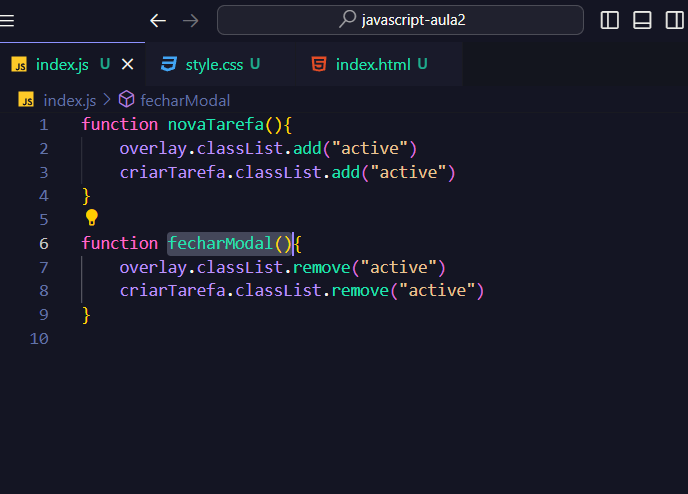 javascript-aula2
JS index.js U
style.css U
index.html U
JS index.js > fecharModal
1 function novaTarefa(){
2 overlay.classList.add("active")
3 criarTarefa.classList.add("active")
4 }
5
6 function fecharModal(){
7 overlay.classList.remove("active")
8 criarTarefa.classList.remove("active")
9 }
10